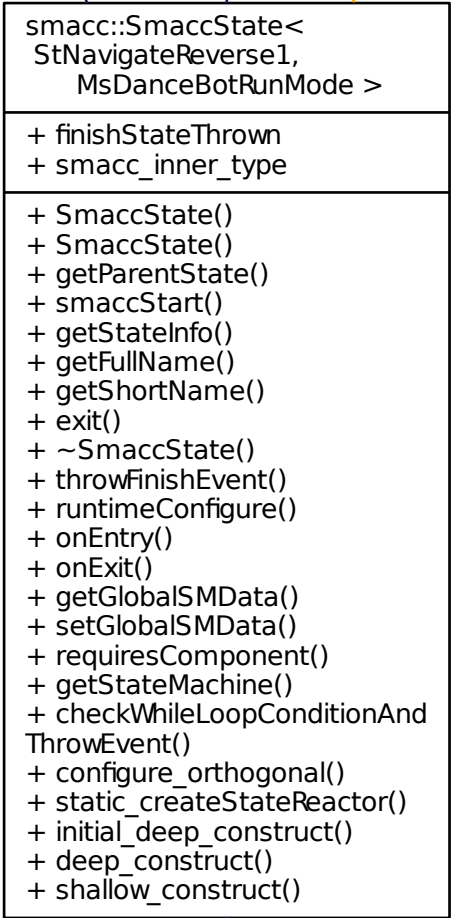 smacc::SmaccState<
StNavigateReverse1,
MsDanceBotRunMode >
+ finishStateThrown
+ smacc_inner_type
+ SmaccState()
+ SmaccState()
+ getParentState()
+ smaccStart()
+ getStateInfo()
+ getFullName()
+ getShortName()
+ exit()
+ ~SmaccState()
+ throwFinishEvent()
+ runtimeConfigure()
+ onEntry()
+ onExit()
+ getGlobalSMData()
+ setGlobalSMData()
+ requiresComponent()
+ getStateMachine()
+ checkWhileLoopConditionAnd
ThrowEvent()
+ configure_orthogonal()
+ static_createStateReactor()
+ initial_deep_construct()
+ deep_construct()
+ shallow_construct()